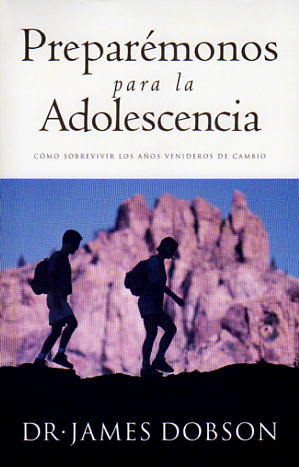 Preparémonos
para la
Adolescencia
CÓMO SOBREVIVIR LOS AÑOS VENIDEROS DE CAMBIO
DR·JAMES DOBSON